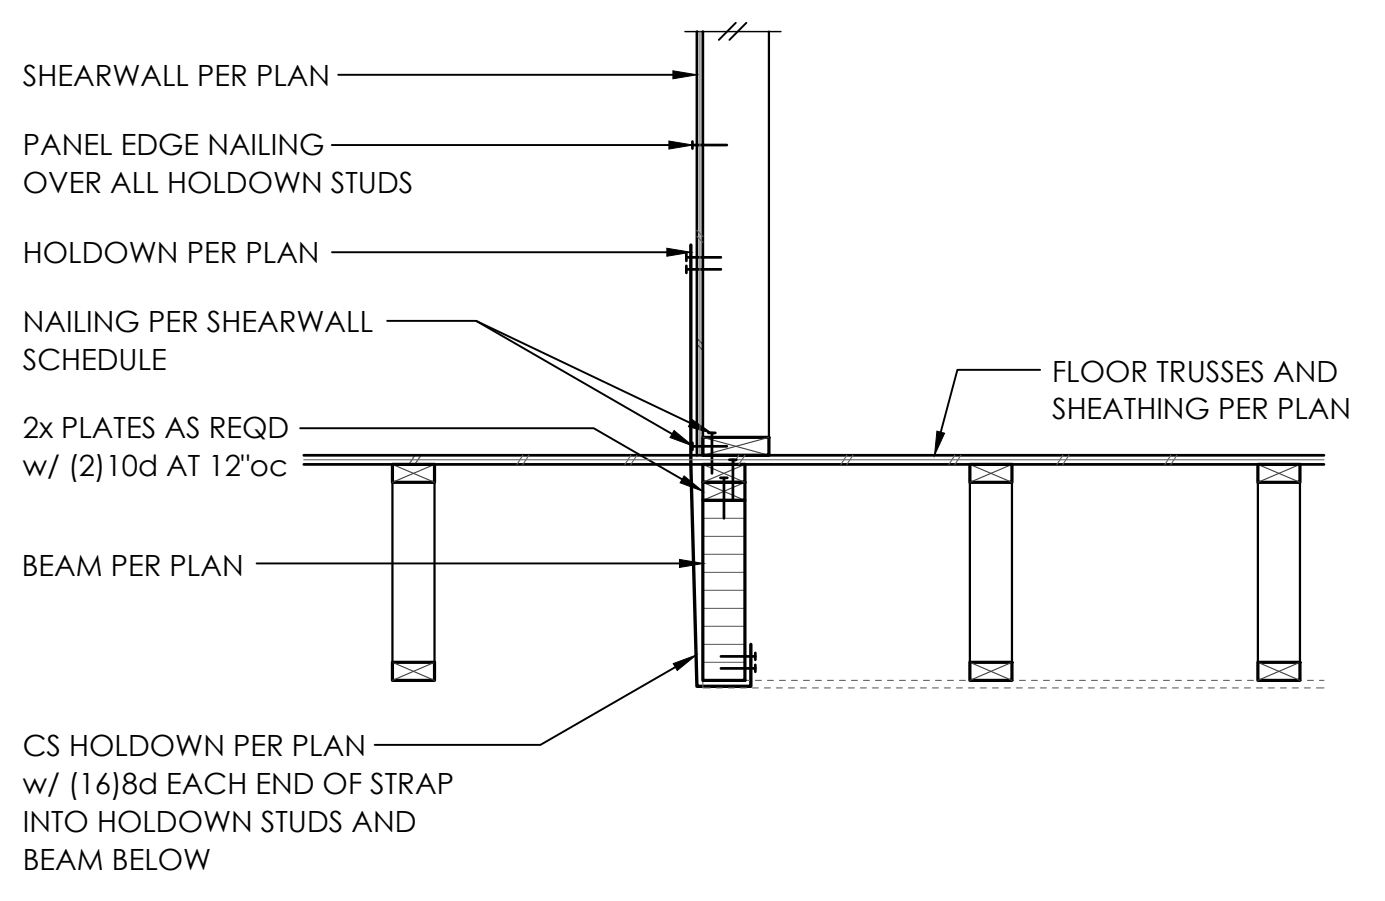 SHEARWALL PER PLAN
PANEL EDGE NAILING
OVER ALL HOLDOWN STUDS
HOLDOWN PER PLAN
NAILING PER SHEARWALL
SCHEDULE
FLOOR TRUSSES AND
SHEATHING PER PLAN
2x PLATES AS REQD
w/ (2)10d AT 12"oc
BEAM PER PLAN
CS HOLDOWN PER PLAN
w/ (16)8d EACH END OF STRAP
INTO HOLDOWN STUDS AND
BEAM BELOW